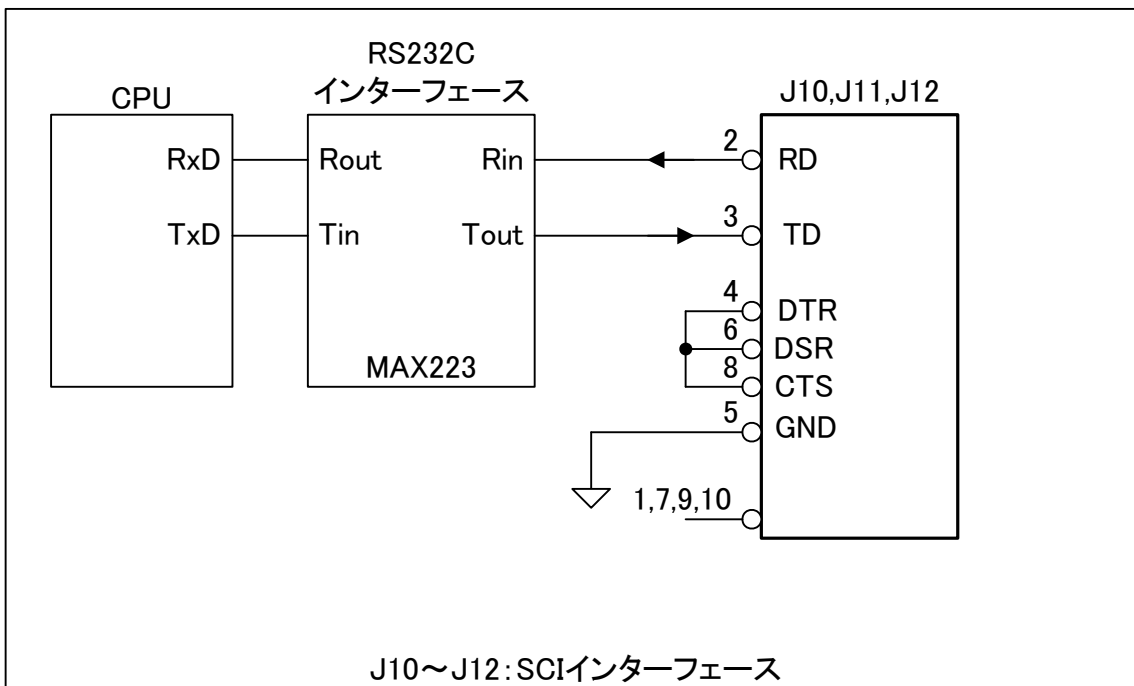 RS232C
インターフェース
CPU
J10,J11,J12
RxD
Rout
Rin
2
RD
TxD
Tin
Tout
3
TD
4
DTR
6
DSR
8
CTS
MAX223
5
GND
1,7,9,10
J10～J12：SCIインターフェース